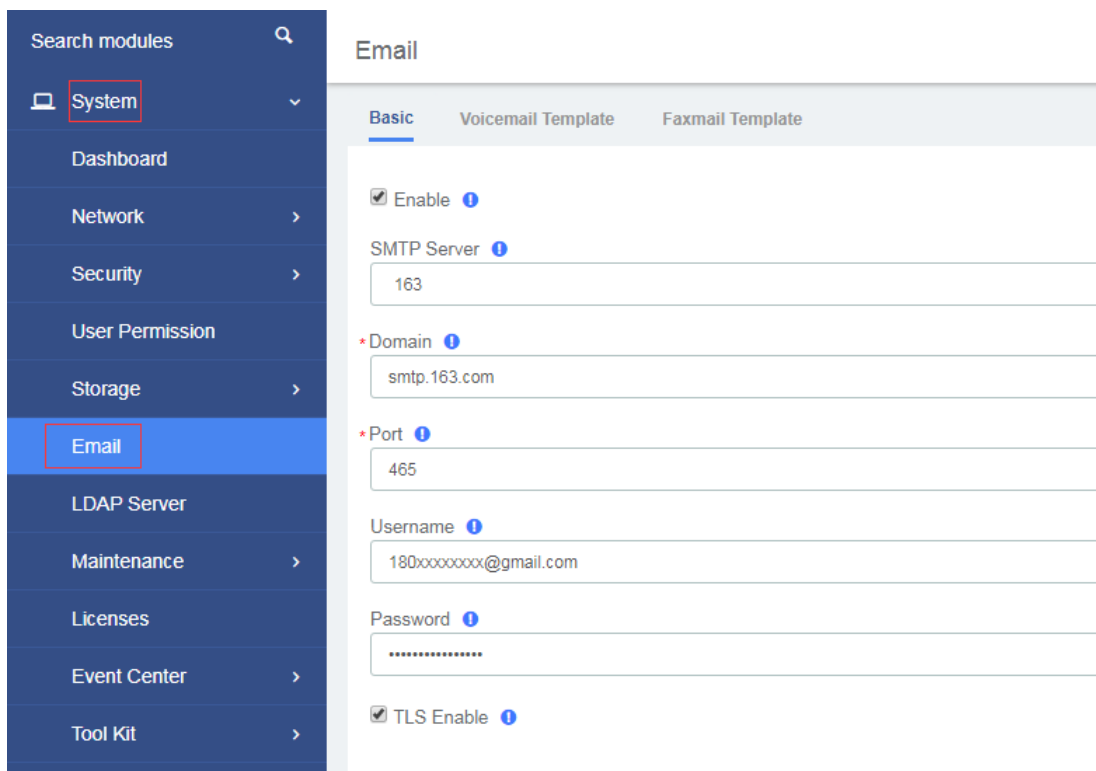 Search modules
System
Dashboard
Network
Security
User Permission
Storage
Email
LDAP Server
Maintenance
Licenses
Event Center
Tool Kit
Email
Basic Voicemail Template Faxmail Template
Enable
SMTP Server
163
*Domain
smtp.163.com
*Port
465
Username
180xxxxxxxx@gmail.com
Password
••••••••••••••••
TLS Enable